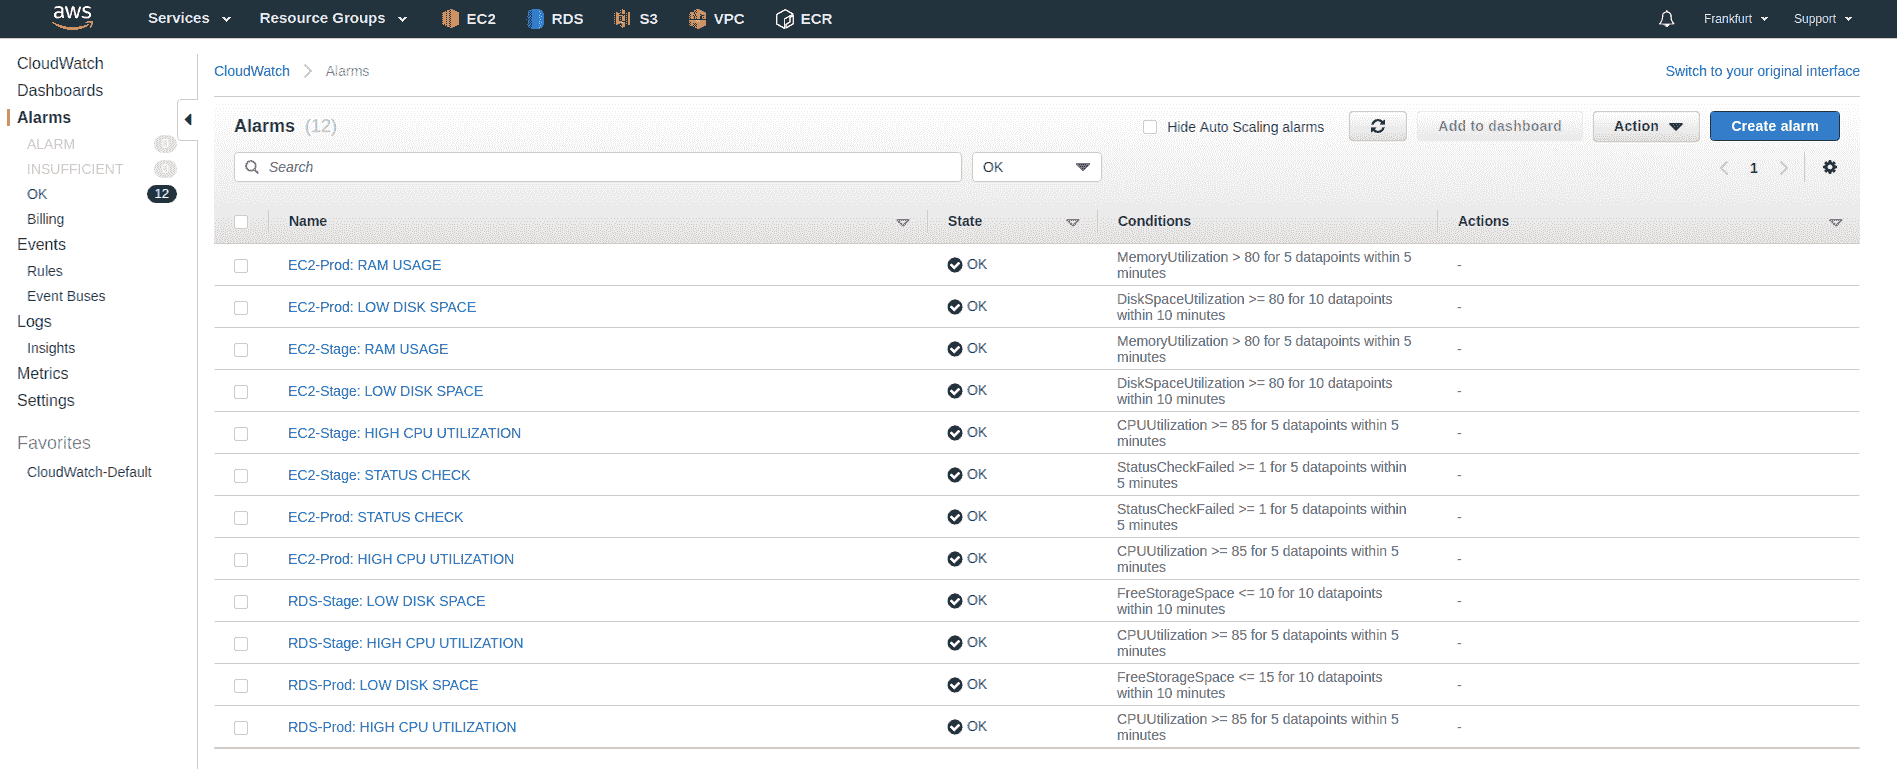 aws Services Resource Groups EC2 RDS S3 VPC ECR Frankfurt Support
CloudWatch
Dashboards
Alarms
ALARM 0
INSUFFICIENT 0
OK 12
Billing
Events
Rules
Event Buses
Logs
Insights
Metrics
Settings
Favorites
CloudWatch-Default
CloudWatch Alarms Switch to your original interface
Alarms (12) Hide Auto Scaling alarms Add to dashboard Action Create alarm
Search OK 1
Name State Conditions Actions
EC2-Prod: RAM USAGE OK MemoryUtilization > 80 for 5 datapoints within 5 -
minutes
EC2-Prod: LOW DISK SPACE OK DiskSpaceUtilization >= 80 for 10 datapoints -
within 10 minutes
EC2-Stage: RAM USAGE OK MemoryUtilization > 80 for 5 datapoints within 5 -
minutes
EC2-Stage: LOW DISK SPACE OK DiskSpaceUtilization >= 80 for 10 datapoints -
within 10 minutes
EC2-Stage: HIGH CPU UTILIZATION OK CPUUtilization >= 85 for 5 datapoints within 5 -
minutes
EC2-Stage: STATUS CHECK OK StatusCheckFailed >= 1 for 5 datapoints within -
5 minutes
EC2-Prod: STATUS CHECK OK StatusCheckFailed >= 1 for 5 datapoints within -
5 minutes
EC2-Prod: HIGH CPU UTILIZATION OK CPUUtilization >= 85 for 5 datapoints within 5 -
minutes
RDS-Stage: LOW DISK SPACE OK FreeStorageSpace <= 10 for 10 datapoints -
within 10 minutes
RDS-Stage: HIGH CPU UTILIZATION OK CPUUtilization >= 85 for 5 datapoints within 5 -
minutes
RDS-Prod: LOW DISK SPACE OK FreeStorageSpace <= 15 for 10 datapoints -
within 10 minutes
RDS-Prod: HIGH CPU UTILIZATION OK CPUUtilization >= 85 for 5 datapoints within 5 -
minutes